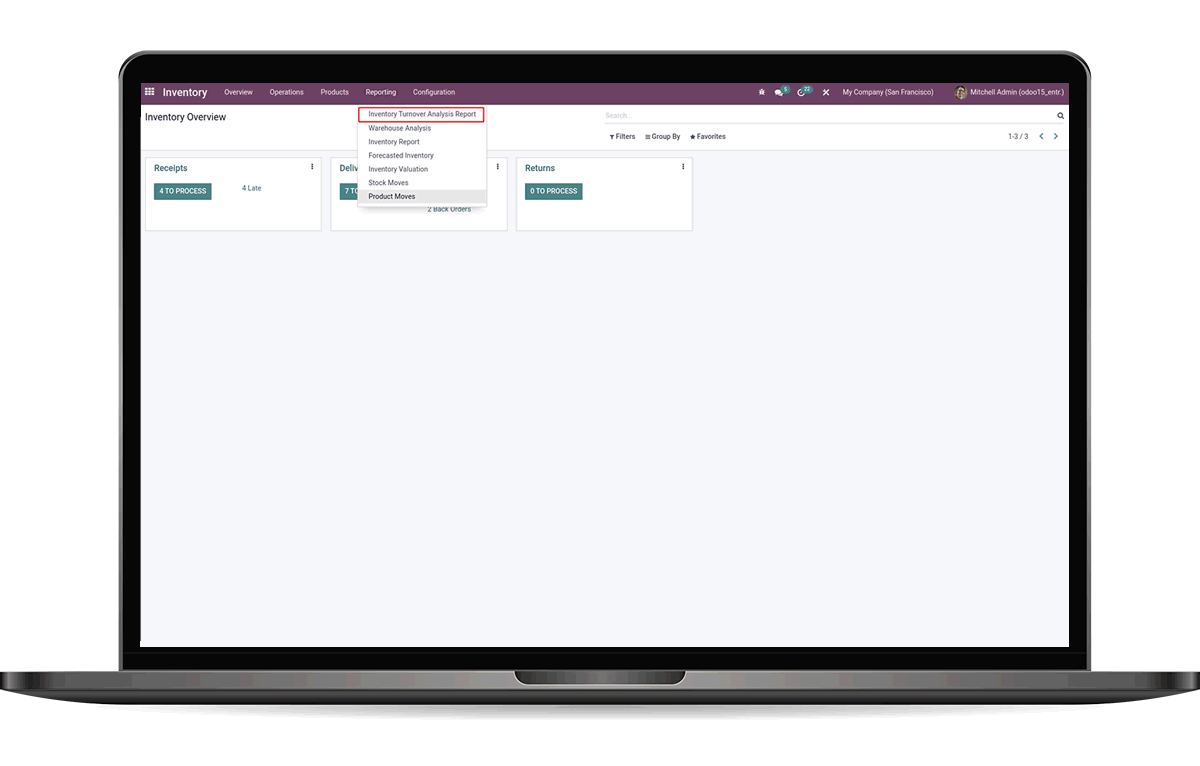 Inventory Overview Operations Products Reporting Configuration 5 22 My Company (San Francisco) Mitchell Admin (odoo15_entr.)
Inventory Overview
Search...
Filters Group By Favorites 1-3 / 3
Inventory Turnover Analysis Report
Warehouse Analysis
Inventory Report
Forecasted Inventory
Inventory Valuation
Stock Moves
Product Moves
Receipts
4 TO PROCESS 4 Late
Deliv
7 TO
2 Back Orders
Returns
0 TO PROCESS